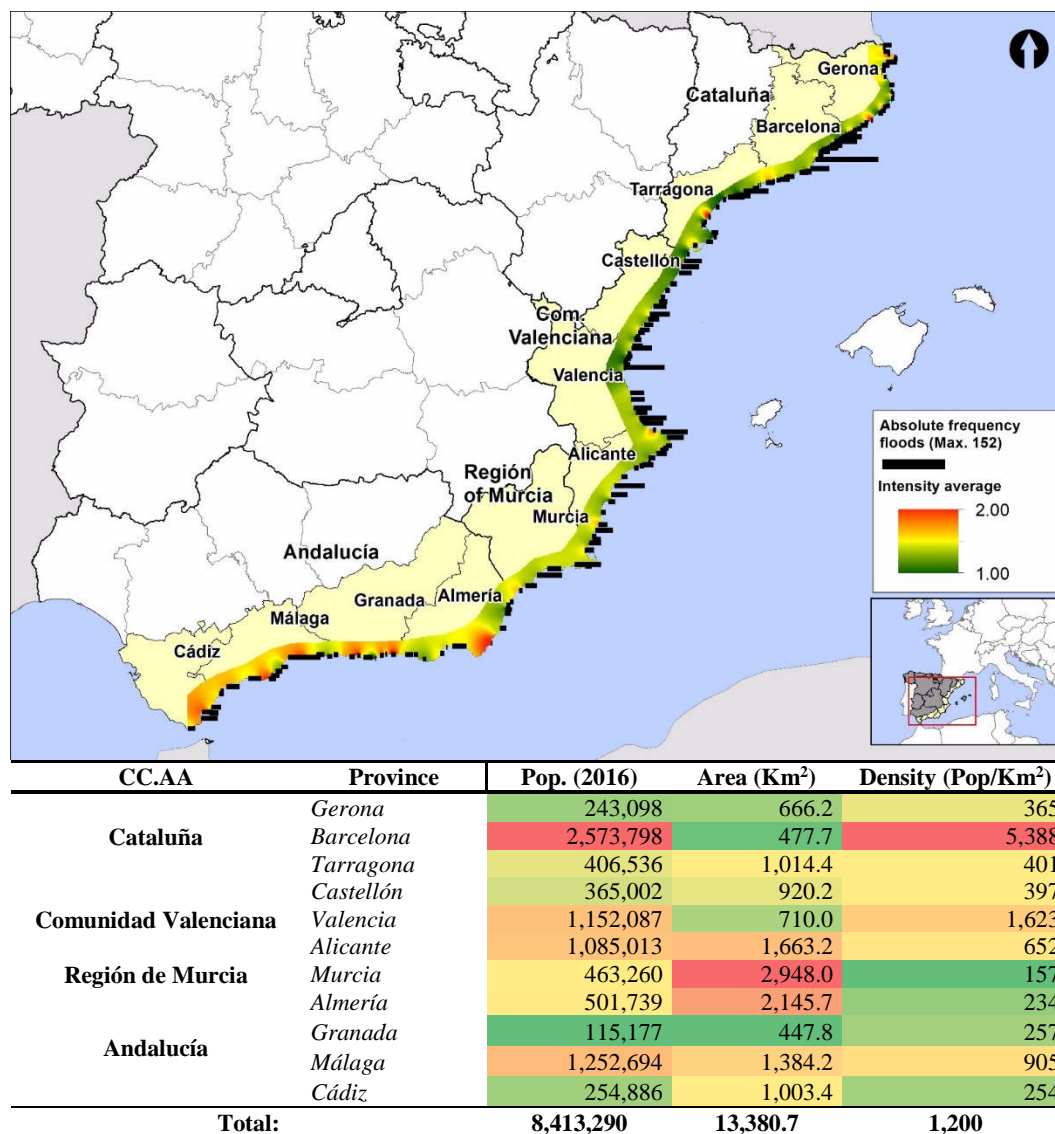 Gerona
Cataluña
Barcelona
Tarragona
Castellón
Com.
Valenciana
Valencia
Absolute frequency
floods (Max. 152)
Alicante
Región
of Murcia
Intensity average
2.00
Murcia
1.00
Andalucía
Almería
Granada
Málaga
Cádiz
CC.AA Province Pop. (2016) Area (Km²) Density (Pop/Km²)
Gerona 243,098 666.2 365
Cataluña Barcelona 2,573,798 477.7 5,388
Tarragona 406,536 1,014.4 401
Castellón 365,002 920.2 397
Comunidad Valenciana Valencia 1,152,087 710.0 1,623
Alicante 1,085,013 1,663.2 652
Región de Murcia Murcia 463,260 2,948.0 157
Almería 501,739 2,145.7 234
Andalucía Granada 115,177 447.8 257
Málaga 1,252,694 1,384.2 905
Cádiz 254,886 1,003.4 254
Total: 8,413,290 13,380.7 1,200